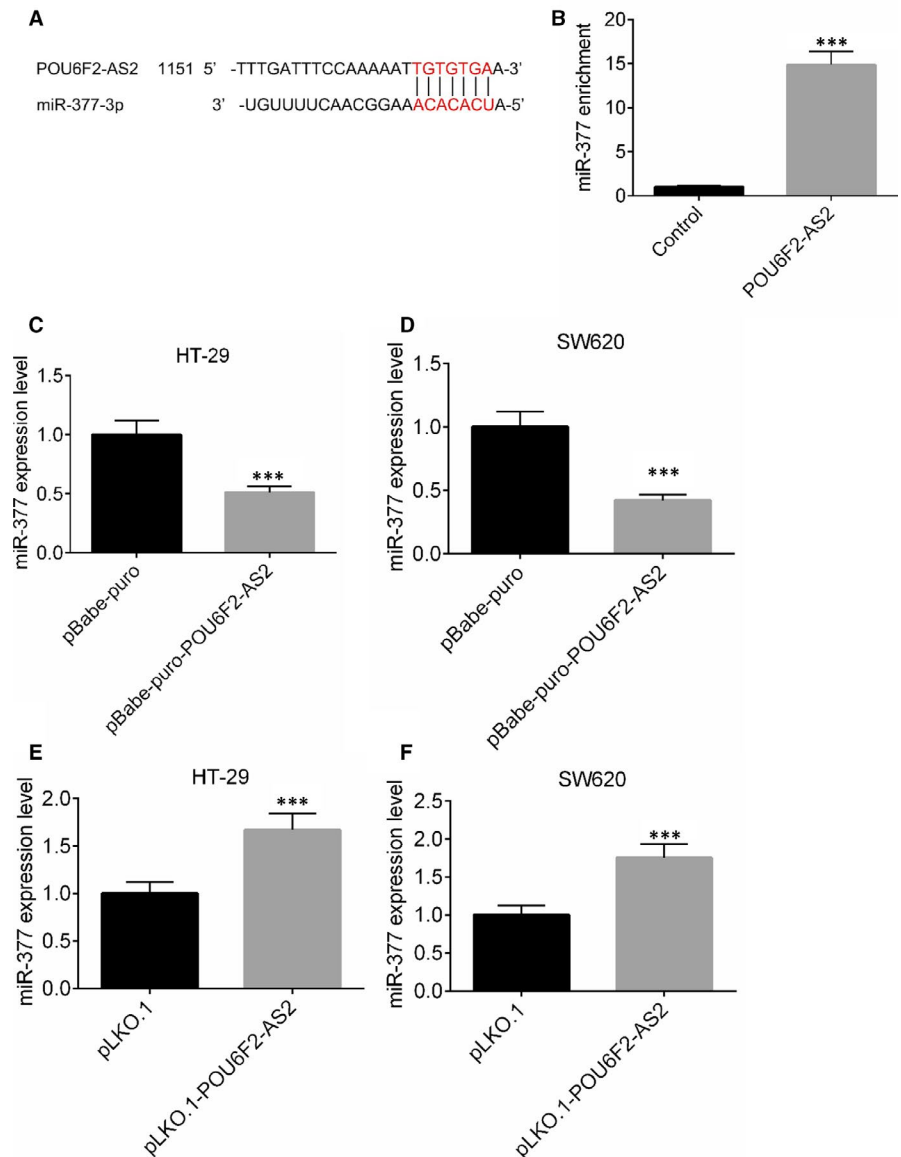 A
POU6F2-AS2 1151 5' -TTTGATTTCCAAAAATTGTGTGAA-3'
miR-377-3p 3' -UGUUUUCAACGGAAACACACUA-5'
B
miR-377 enrichment
20
15
10
5
0
***
Control
POU6F2-AS2
C
HT-29
miR-377 expression level
1.5
1.0
0.5
0.0
***
pBabe-puro
pBabe-puro-POU6F2-AS2
D
SW620
miR-377 expression level
1.5
1.0
0.5
0.0
***
pBabe-puro
pBabe-puro-POU6F2-AS2
E
HT-29
miR-377 expression level
2.0
1.5
1.0
0.5
0.0
***
pLKO.1
pLKO.1-POU6F2-AS2
F
SW620
miR-377 expression level
2.5
2.0
1.5
1.0
0.5
0.0
***
pLKO.1
pLKO.1-POU6F2-AS2